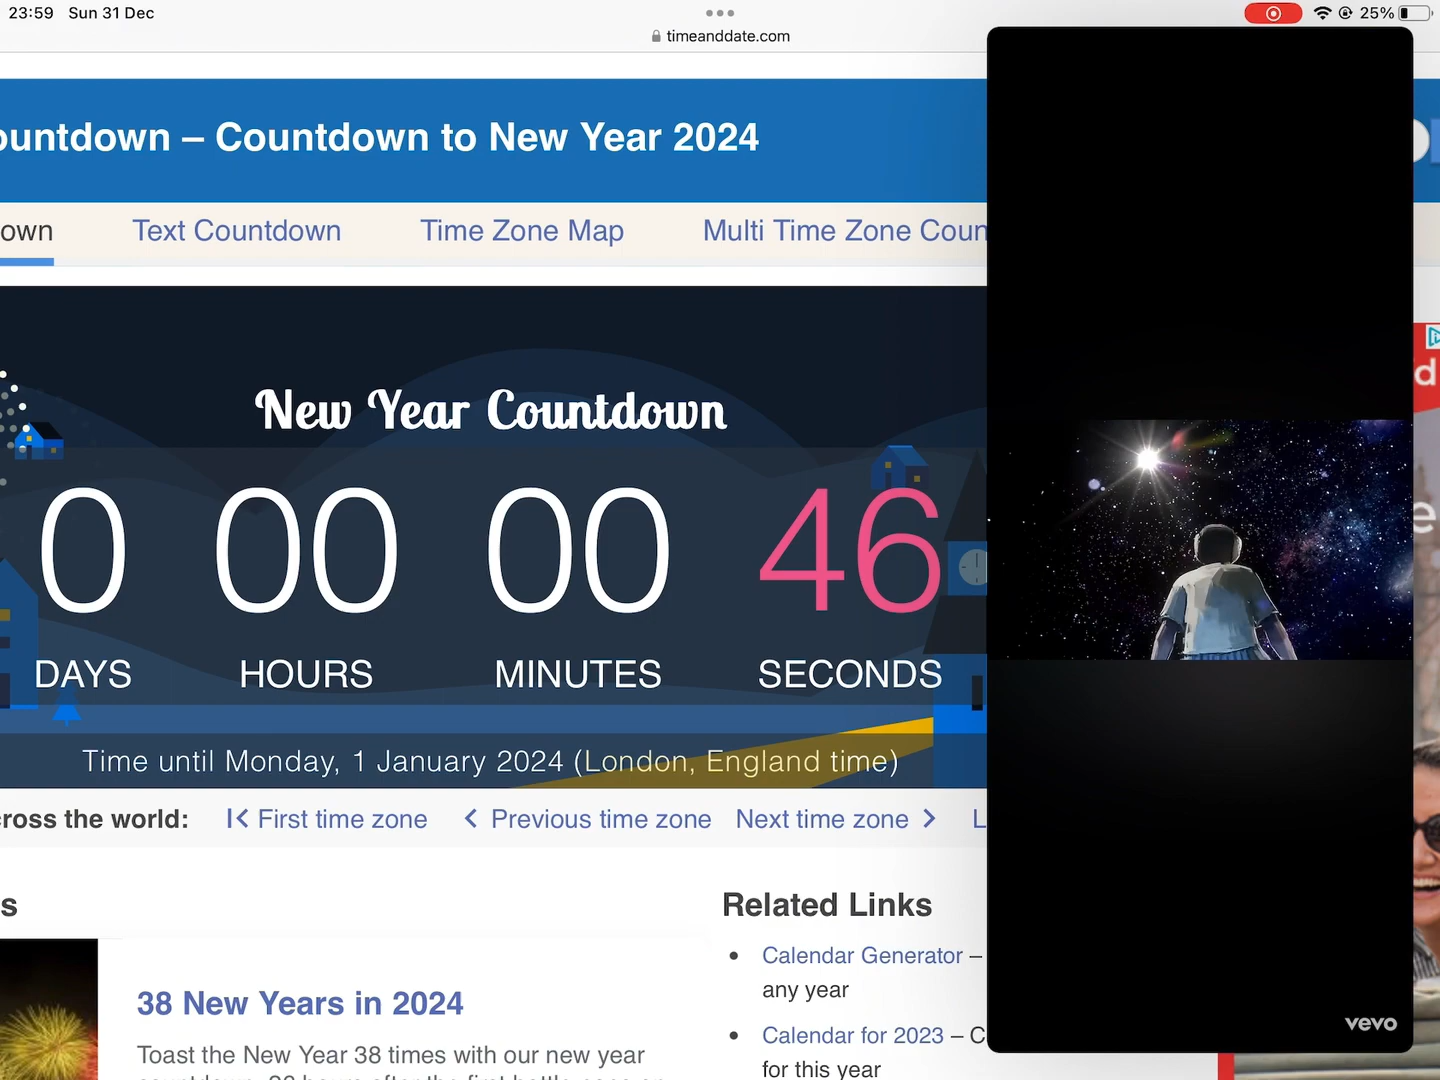 23:59 Sun 31 Dec
25%
timeanddate.com
ountdown – Countdown to New Year 2024
own
Text Countdown
Time Zone Map
Multi Time Zone Coun
New Year Countdown
0 00 00 46
DAYS HOURS MINUTES SECONDS
Time until Monday, 1 January 2024 (London, England time)
cross the world:
First time zone
Previous time zone
Next time zone
L
s
38 New Years in 2024
Toast the New Year 38 times with our new year
Related Links
Calendar Generator –
any year
Calendar for 2023 – C
for this year
vevo
d
e